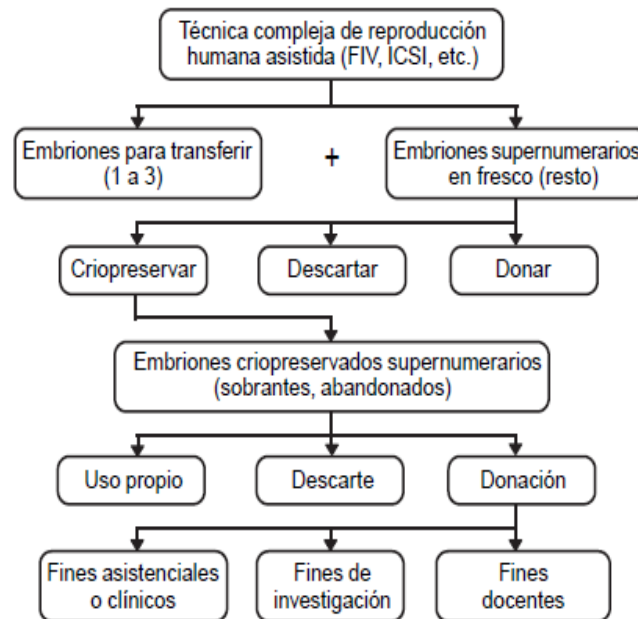 Técnica compleja de reproducción
humana asistida (FIV, ICSI, etc.)
Embriones para transferir
(1 a 3)
+
Embriones supernumerarios
en fresco (resto)
Criopreservar
Descartar
Donar
Embriones criopreservados supernumerarios
(sobrantes, abandonados)
Uso propio
Descarte
Donación
Fines asistenciales
o clínicos
Fines de
investigación
Fines
docentes